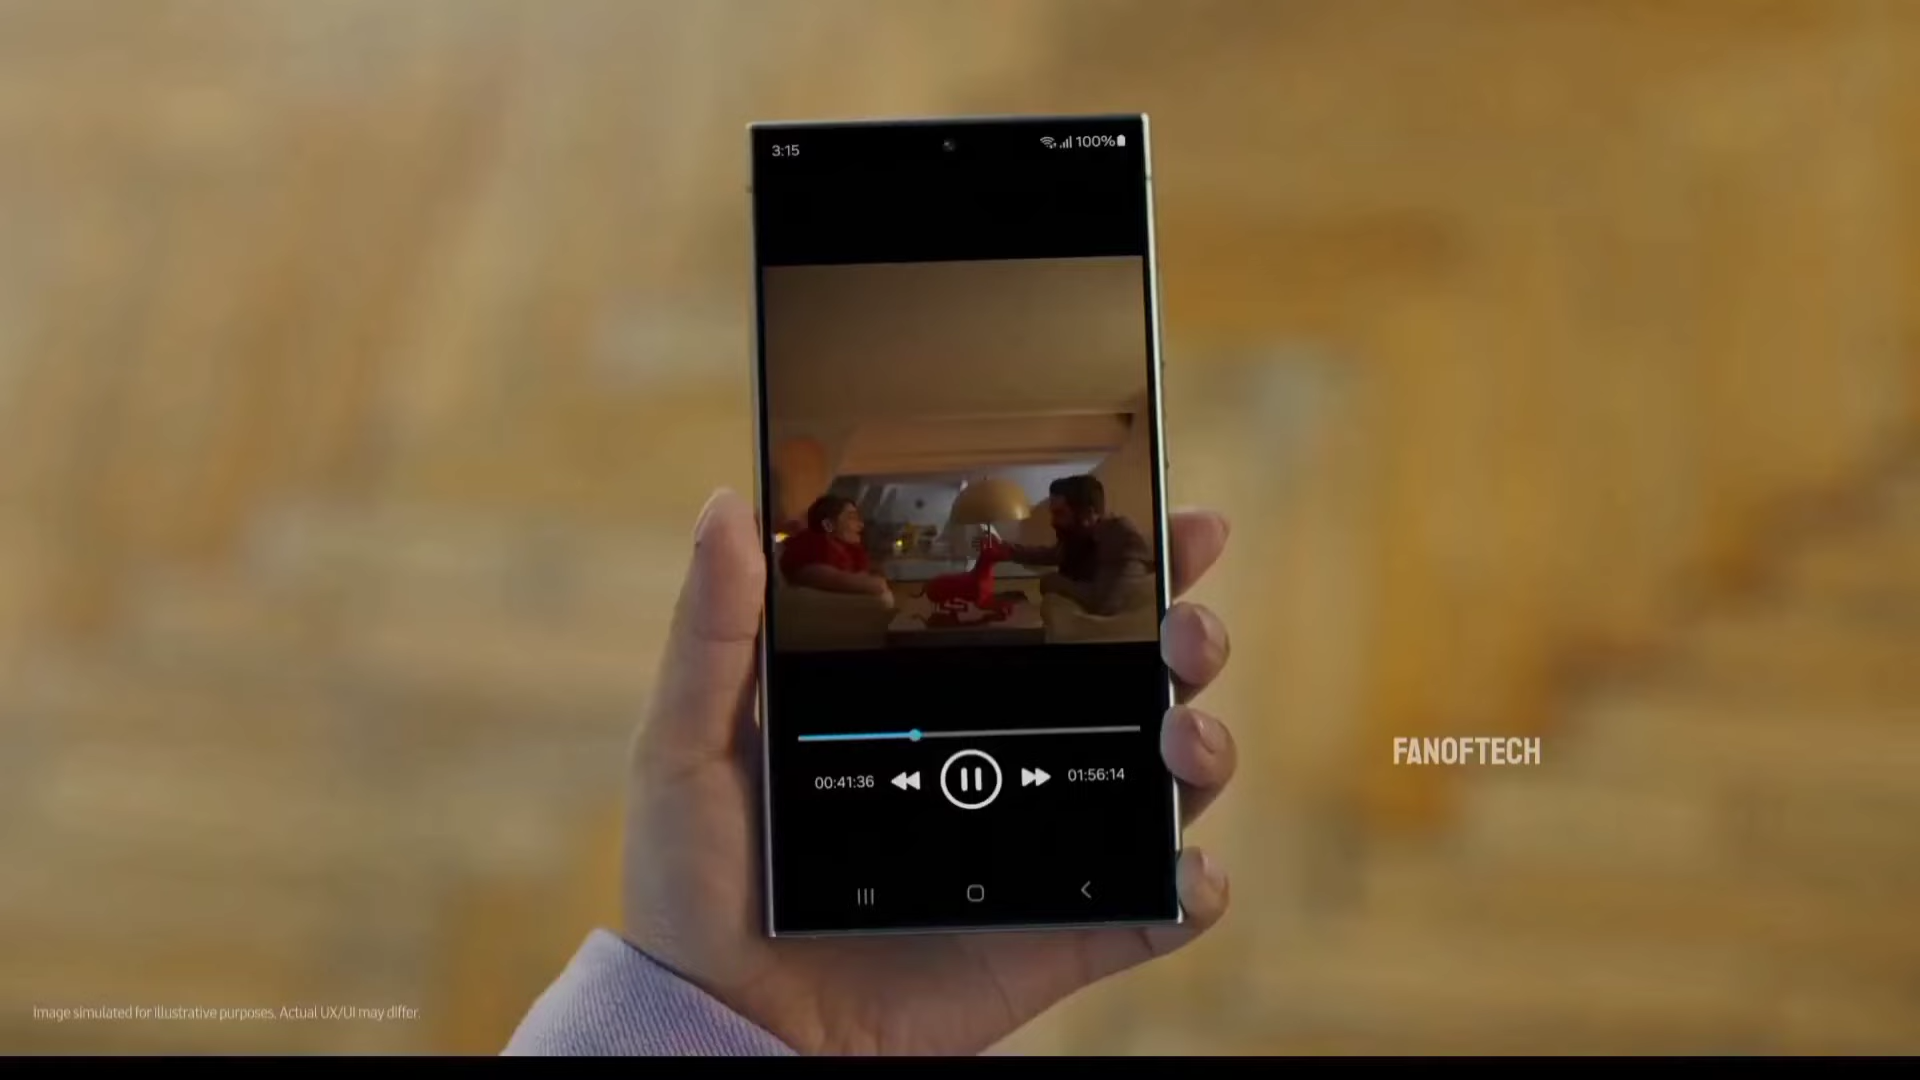 3:15
100%
00:41:36
01:56:14
FANOFTECH
Image simulated for illustrative purposes. Actual UX/UI may differ.